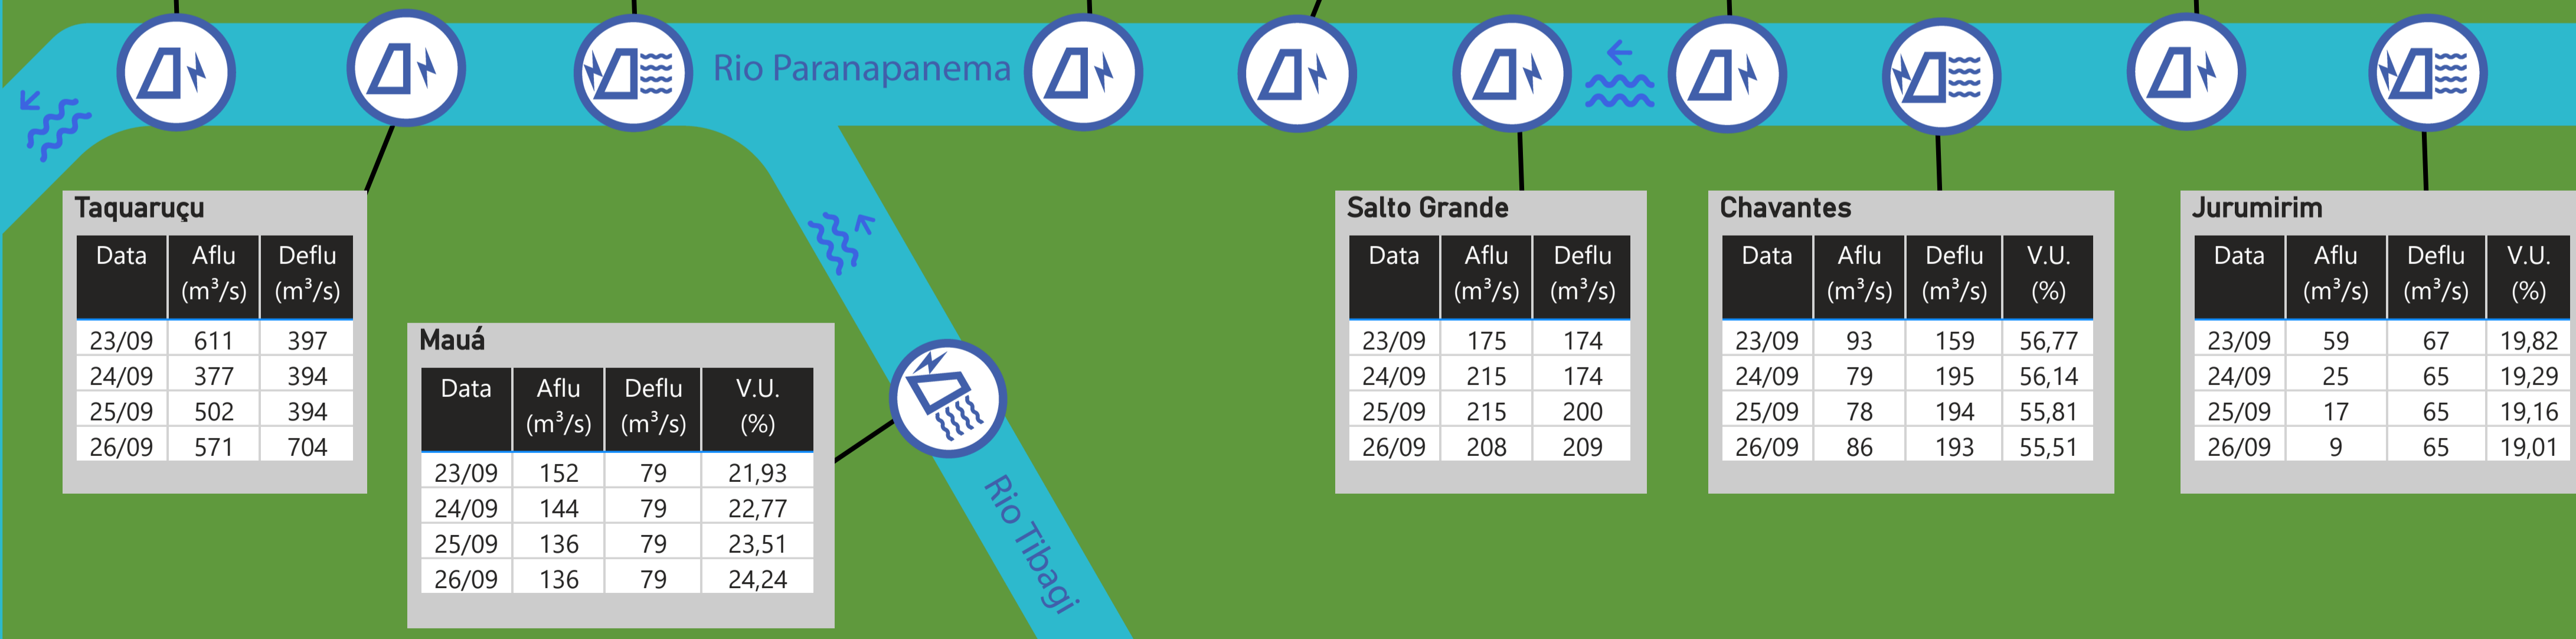 Rio Paranapanema
Taquaruçu
Data Aflu (m³/s) Deflu (m³/s)
23/09 611 397
24/09 377 394
25/09 502 394
26/09 571 704
Mauá
Data Aflu (m³/s) Deflu (m³/s) V.U. (%)
23/09 152 79 21,93
24/09 144 79 22,77
25/09 136 79 23,51
26/09 136 79 24,24
Rio Tibagi
Salto Grande
Data Aflu (m³/s) Deflu (m³/s)
23/09 175 174
24/09 215 174
25/09 215 200
26/09 208 209
Chavantes
Data Aflu (m³/s) Deflu (m³/s) V.U. (%)
23/09 93 159 56,77
24/09 79 195 56,14
25/09 78 194 55,81
26/09 86 193 55,51
Jurumirim
Data Aflu (m³/s) Deflu (m³/s) V.U. (%)
23/09 59 67 19,82
24/09 25 65 19,29
25/09 17 65 19,16
26/09 9 65 19,01